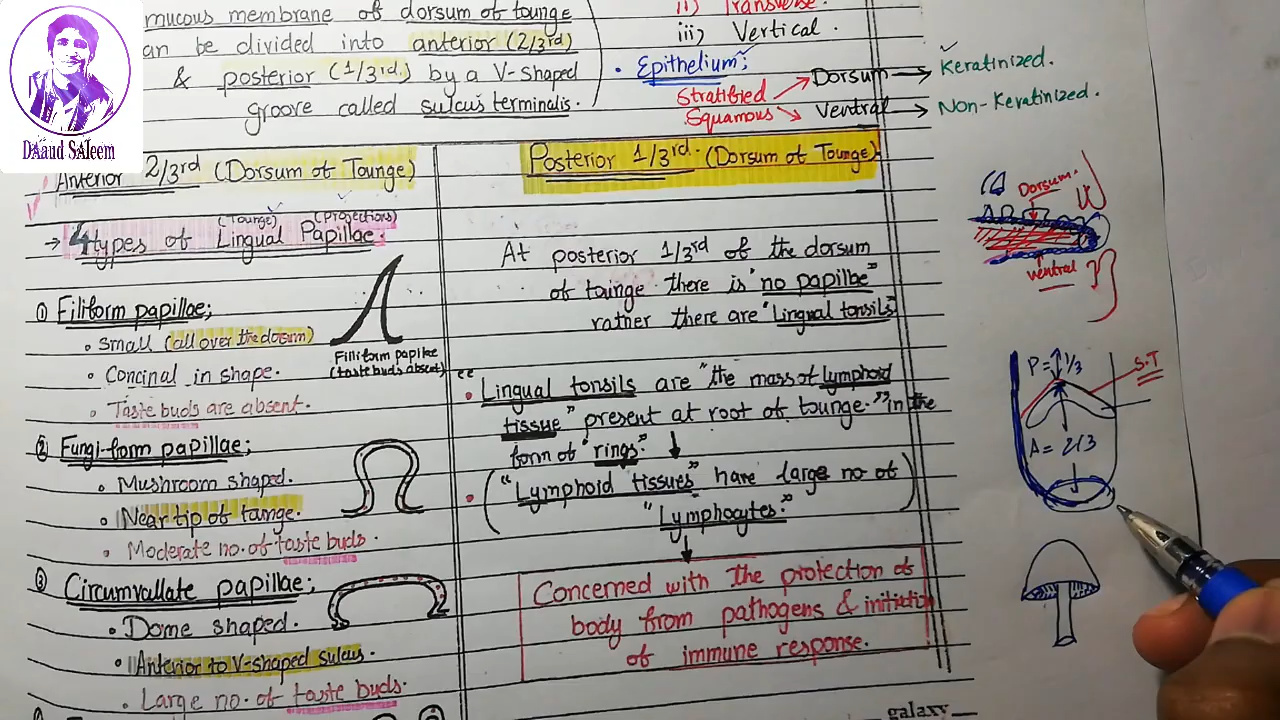 mucous membrane of dorsum of tounge
an be divided into anterior (2/3rd)
& posterior (1/3rd.) by a V-shaped
groove called sulcus terminalis.
ii) Transverse.
iii) Vertical.
• Epithelium;
Stratified
Squamous
Dorsum → Keratinized.
Ventral → Non-Keratinized.
DAaud SAleem
Anterior 2/3rd (Dorsum of Tounge)
(Tounge) (Projections)
→ 4 types of Lingual Papillae.
① Filiform papillae;
• Small (all over the dorsum)
• Concinal in shape.
• Taste buds are absent.
Filliform papillae
(taste buds absent)
② Fungi-form papillae;
• Mushroom shaped.
• Near tip of tounge.
• Moderate no. of taste buds.
③ Circumvallate papillae;
• Dome shaped.
• Anterior to V-shaped sulcus.
• Large no. of taste buds.
Posterior 1/3rd. (Dorsum of Tounge)
At posterior 1/3rd of the dorsum
of tounge there is "no papillae"
rather there are "Lingual tonsils"
• Lingual tonsils are "the mass of lymphoid
tissue" present at root of tounge." in the
form of "rings."
• ("Lymphoid tissues" have large no of
"Lymphocytes.")
Concerned with the protection of
body from pathogens & initiation
of immune response.
Dorsum.
ventral
P = 1/3
S.T
A = 2/3
galaxy